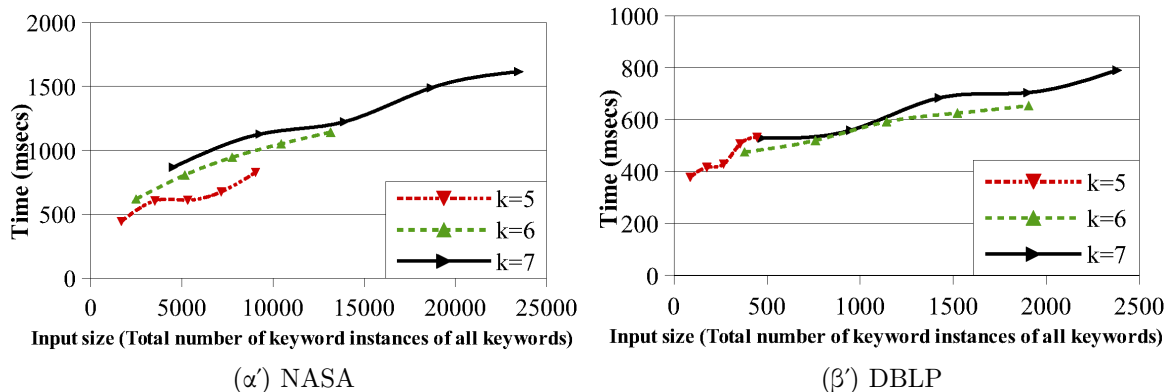 2000
1500
1000
500
0
Time (msecs)
k=5
k=6
k=7
0 5000 10000 15000 20000 25000
Input size (Total number of keyword instances of all keywords)
(α′) NASA
1000
800
600
400
200
0
Time (msecs)
k=5
k=6
k=7
0 500 1000 1500 2000 2500
Input size (Total number of keyword instances of all keywords)
(β′) DBLP